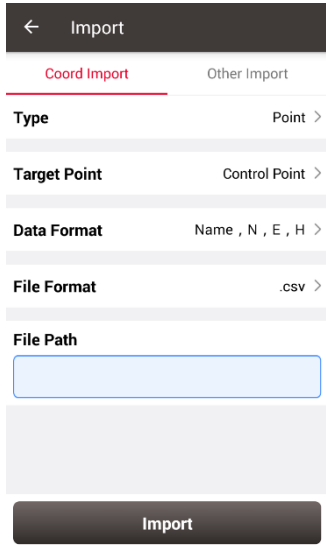 Import
Coord Import Other Import
Type Point
Target Point Control Point
Data Format Name , N , E , H
File Format .csv
File Path
Import